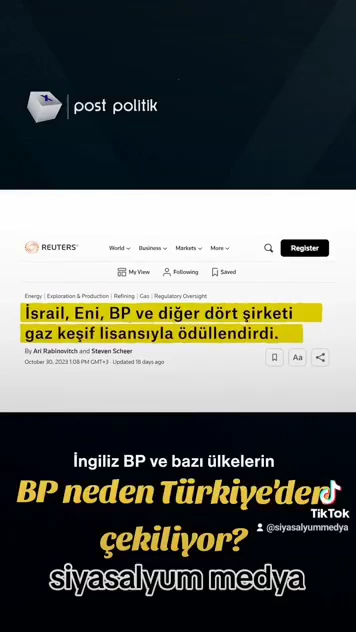 post politik
REUTERS
World Business Markets More
Register
My View Following Saved
Energy | Exploration & Production | Refining | Gas | Regulatory Oversight
İsrail, Eni, BP ve diğer dört şirketi
gaz keşif lisansıyla ödüllendirdi.
By Ari Rabinovitch and Steven Scheer
October 30, 2023 1:08 PM GMT+3 · Updated 16 days ago
Aa
İngiliz BP ve bazı ülkelerin
BP neden Türkiye'den
çekiliyor?
TikTok
@siyasalyummedya
siyasalyum medya